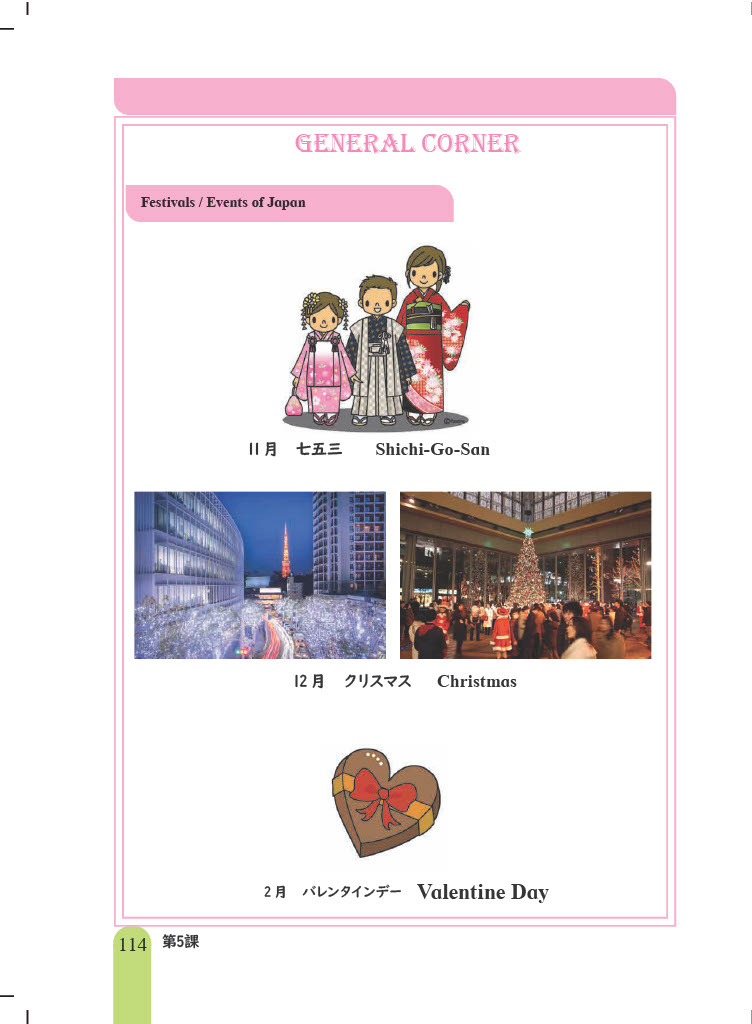 GENERAL CORNER
Festivals / Events of Japan
11月 七五三 Shichi-Go-San
12月 クリスマス Christmas
2月 バレンタインデー Valentine Day
114 第5課